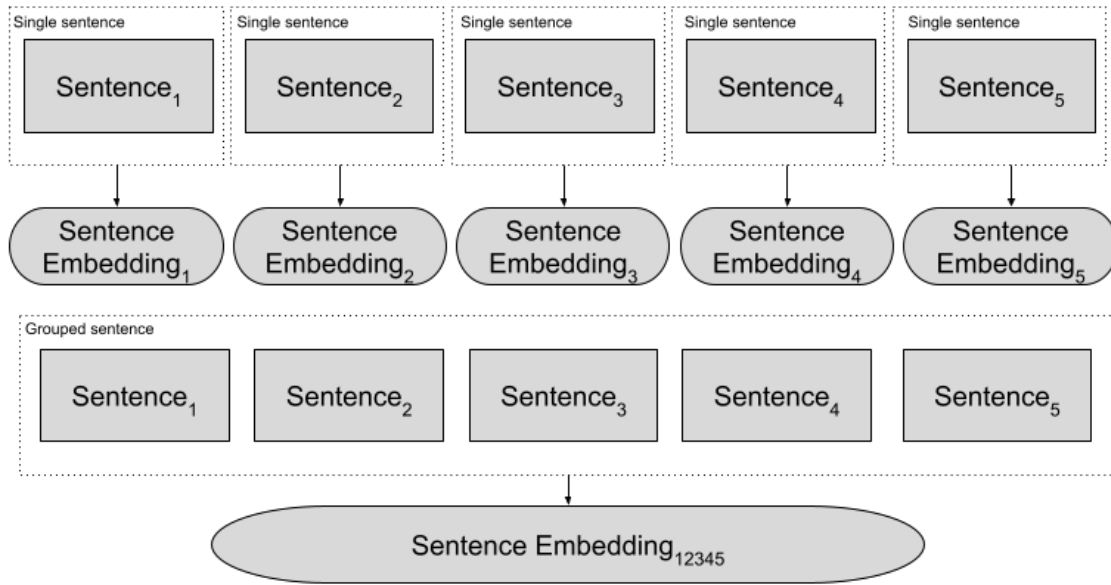 Single sentence
Single sentence
Single sentence
Single sentence
Single sentence
Sentence₁
Sentence₂
Sentence₃
Sentence₄
Sentence₅
Sentence
Embedding₁
Sentence
Embedding₂
Sentence
Embedding₃
Sentence
Embedding₄
Sentence
Embedding₅
Grouped sentence
Sentence₁
Sentence₂
Sentence₃
Sentence₄
Sentence₅
Sentence Embedding₁₂₃₄₅